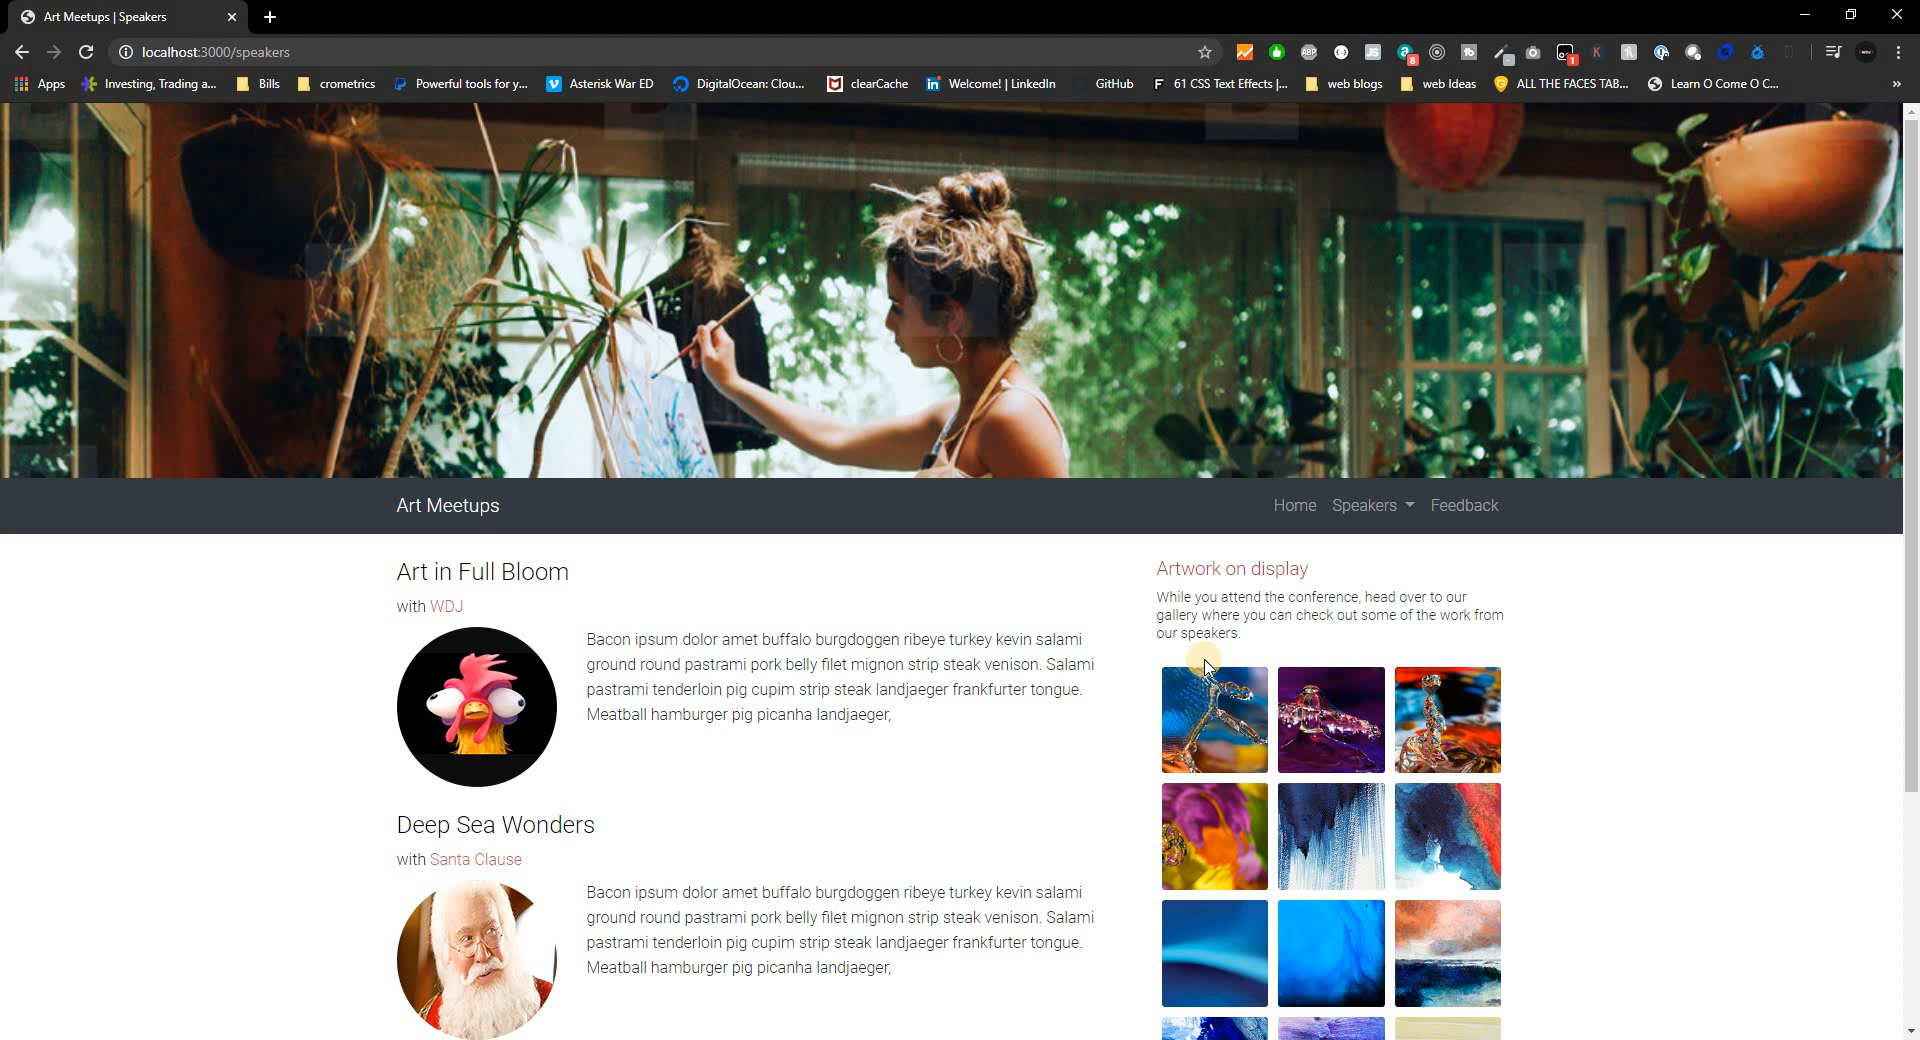 Art Meetups | Speakers
localhost:3000/speakers
ABP
JS
8
1
Apps
Investing, Trading a...
Bills
crometrics
Powerful tools for y...
Asterisk War ED
DigitalOcean: Clou...
clearCache
Welcome! | LinkedIn
GitHub
61 CSS Text Effects |...
web blogs
web Ideas
ALL THE FACES TAB...
Learn O Come O C...
Art Meetups
Home
Speakers
Feedback
Art in Full Bloom
with WDJ
Bacon ipsum dolor amet buffalo burgdoggen ribeye turkey kevin salami
ground round pastrami pork belly filet mignon strip steak venison. Salami
pastrami tenderloin pig cupim strip steak landjaeger frankfurter tongue.
Meatball hamburger pig picanha landjaeger,
Deep Sea Wonders
with Santa Clause
Bacon ipsum dolor amet buffalo burgdoggen ribeye turkey kevin salami
ground round pastrami pork belly filet mignon strip steak venison. Salami
pastrami tenderloin pig cupim strip steak landjaeger frankfurter tongue.
Meatball hamburger pig picanha landjaeger,
Artwork on display
While you attend the conference, head over to our
gallery where you can check out some of the work from
our speakers.